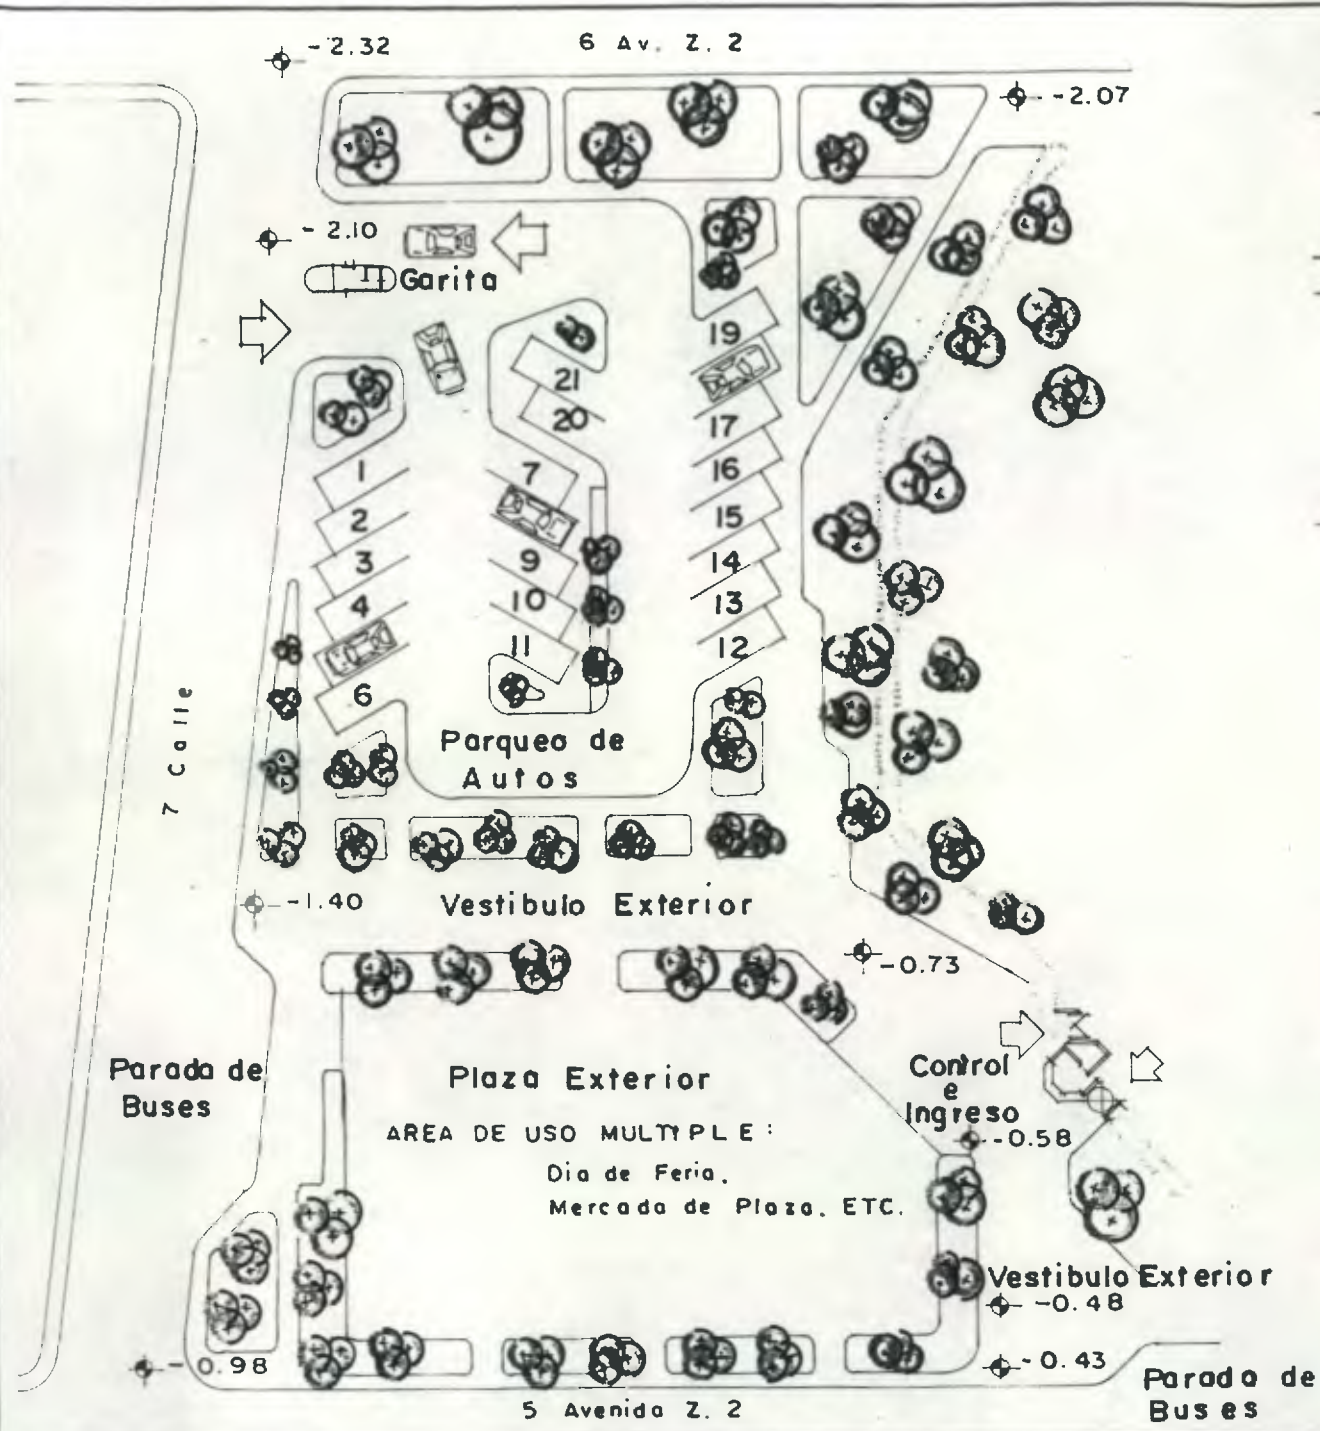 -2.32
6 Av. Z. 2
-2.07
-2.10
Garita
19
21
20
17
1
7
16
2
15
3
9
14
4
10
13
11
12
6
Parqueo de
Autos
7 Calle
-1.40
Vestibulo Exterior
-0.73
Parada de
Buses
Plaza Exterior
Control
e
Ingreso
AREA DE USO MULTIPLE:
-0.58
Dia de Feria,
Mercado de Plaza, ETC.
Vestibulo Exterior
-0.48
-0.98
-0.43
Parada de
Buses
5 Avenida Z. 2